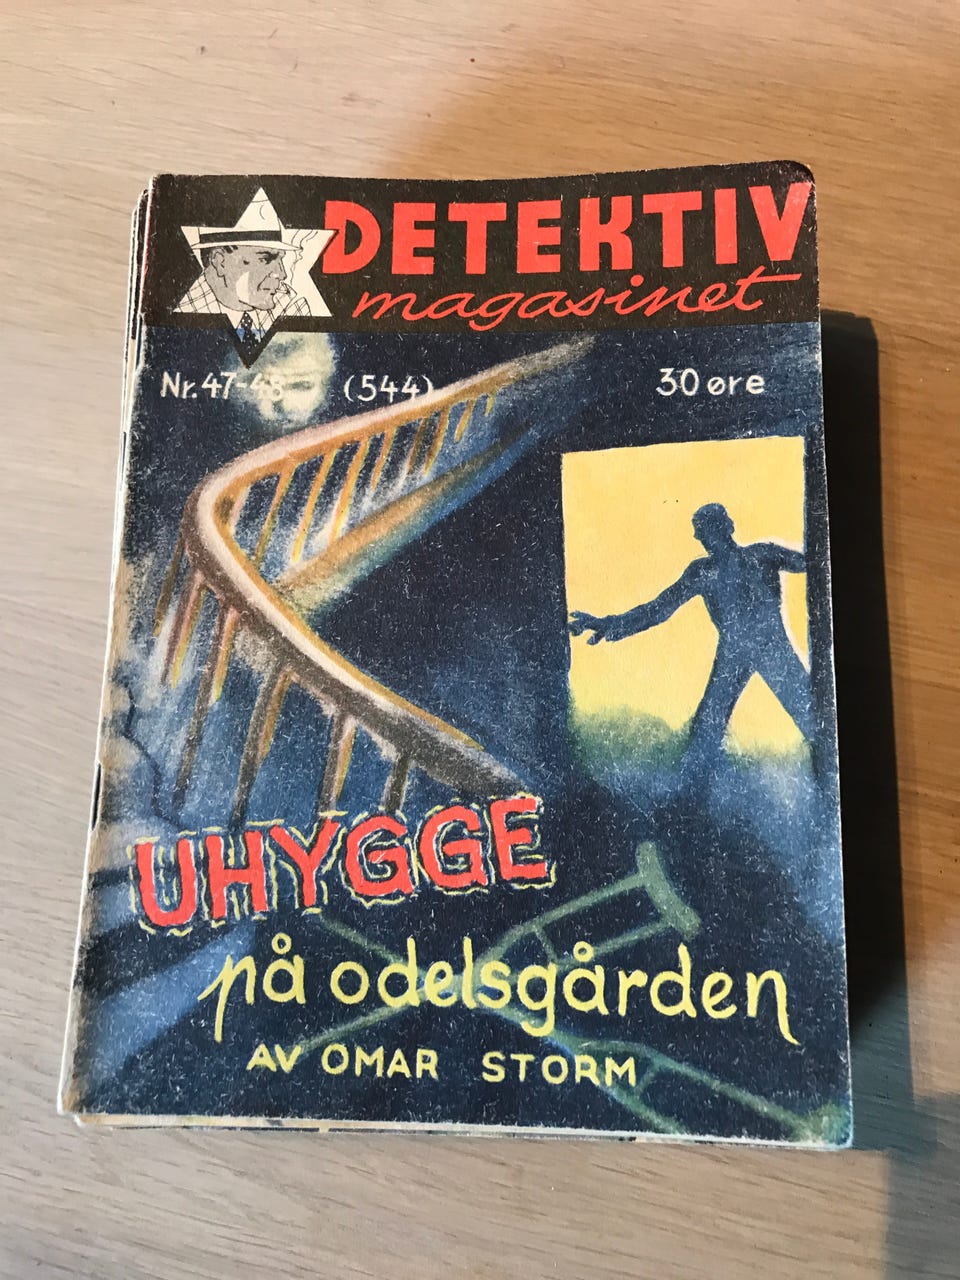 DETEKTIV
magasinet
Nr. 47-48 (544) 30 øre
UHYGGE
på odelsgården
AV OMAR STORM